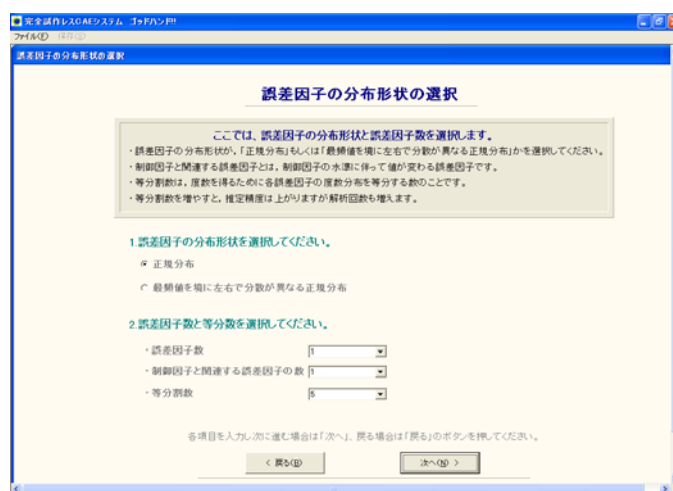 完全試作レスCAEシステム ゴッドハンド!!
ファイル(F) 保存(S)
誤差因子の分布形状の選択
誤差因子の分布形状の選択
ここでは、誤差因子の分布形状と誤差因子数を選択します。
・誤差因子の分布形状が、「正規分布」もしくは「最頻値を境に左右で分散が異なる正規分布」かを選択してください。
・制御因子と関連する誤差因子とは、制御因子の水準に伴って値が変わる誤差因子です。
・等分割数は、度数を得るために各誤差因子の度数分布を等分する数のことです。
・等分割数を増やすと、推定精度は上がりますが解析回数も増えます。
1.誤差因子の分布形状を選択してください。
正規分布
最頻値を境に左右で分散が異なる正規分布
2.誤差因子数と等分数を選択してください。
・誤差因子数 1
・制御因子と関連する誤差因子の数 1
・等分割数 5
各項目を入力し次に進む場合は「次へ」、戻る場合は「戻る」のボタンを押してください。
< 戻る(B) 次へ(N) >